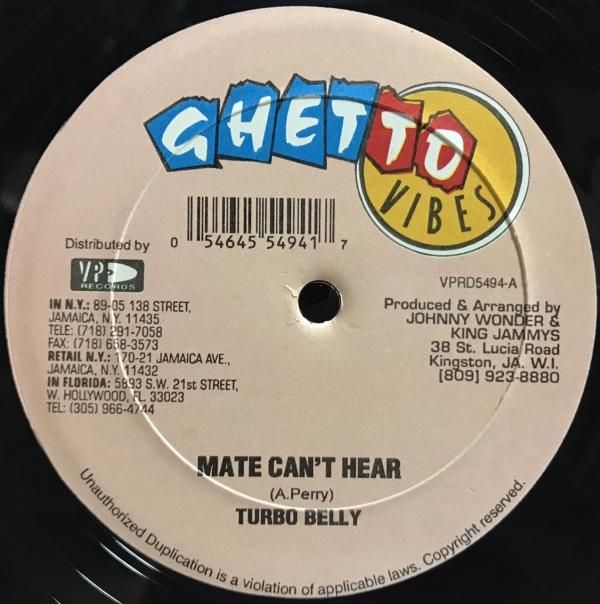 GHETTO
VIBES
0 54645 54941 7
Distributed by
VP
RECORDS
IN N.Y.: 89-05 138 STREET,
JAMAICA, N.Y. 11435
TELE: (718) 291-7058
FAX: (718) 658-3573
RETAIL N.Y.: 170-21 JAMAICA AVE.,
JAMAICA, N.Y. 11432
IN FLORIDA: 5893 S.W. 21st STREET,
W. HOLLYWOOD, FL. 33023
TEL: (305) 966-4744
VPRD5494-A
Produced & Arranged by
JOHNNY WONDER &
KING JAMMYS
38 St. Lucia Road
Kingston, JA. W.I.
[809] 923-8880
MATE CAN'T HEAR
(A.Perry)
TURBO BELLY
Unauthorized Duplication is a violation of applicable laws. Copyright reserved.